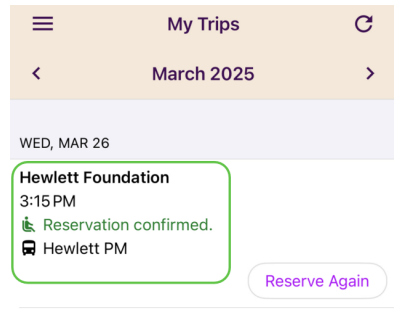 My Trips
March 2025
WED, MAR 26
Hewlett Foundation
3:15 PM
Reservation confirmed.
Hewlett PM
Reserve Again